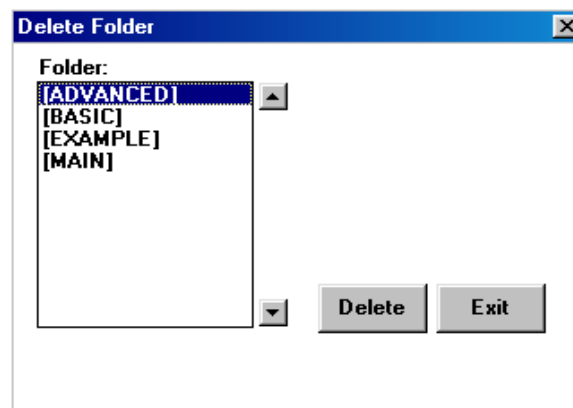 Delete Folder
Folder:
[ADVANCED]
[BASIC]
[EXAMPLE]
[MAIN]
Delete
Exit